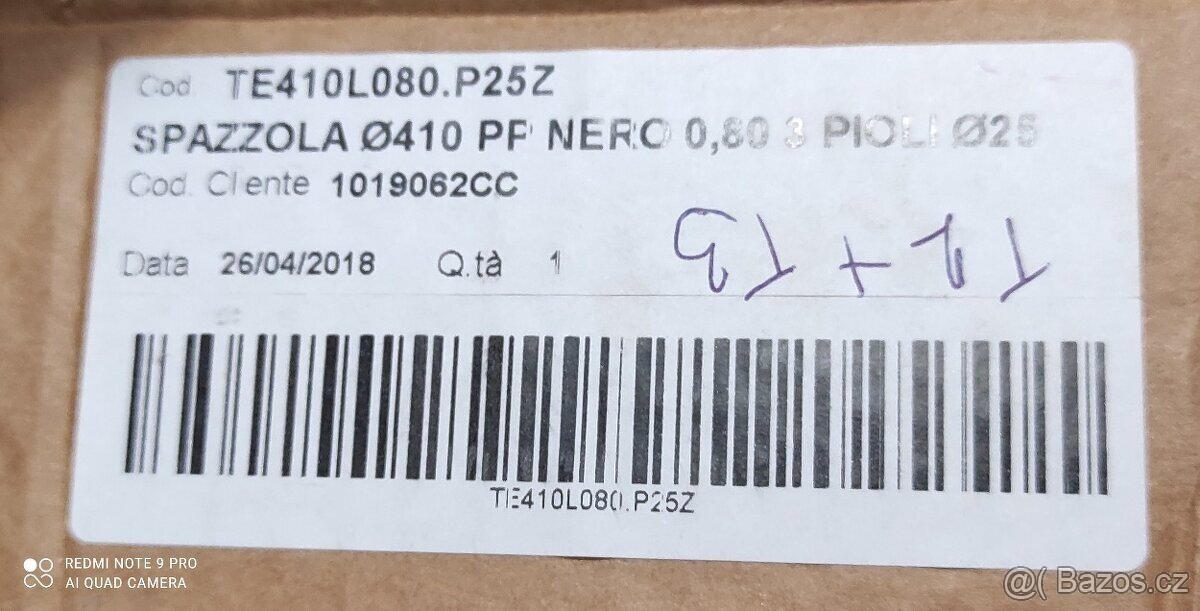 Cod. TE410L080.P25Z
SPAZZOLA Ø410 PP NERO 0,80 3 PIOLI Ø25
Cod. Cliente 1019062CC
Data 26/04/2018 Q.tà 1
TE410L080.P25Z
REDMI NOTE 9 PRO
AI QUAD CAMERA
@( Bazos.cz